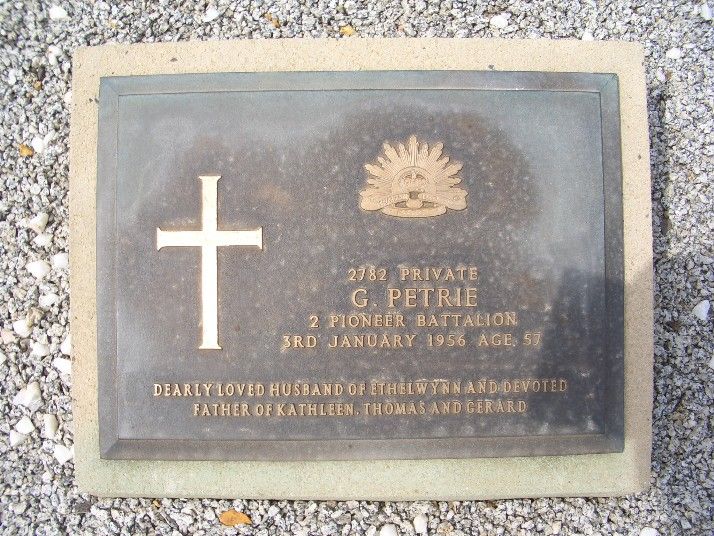 2782 PRIVATE
G. PETRIE
2 PIONEER BATTALION
3RD JANUARY 1956 AGE 57
DEARLY LOVED HUSBAND OF ETHELWYNN AND DEVOTED
FATHER OF KATHLEEN, THOMAS AND GERARD